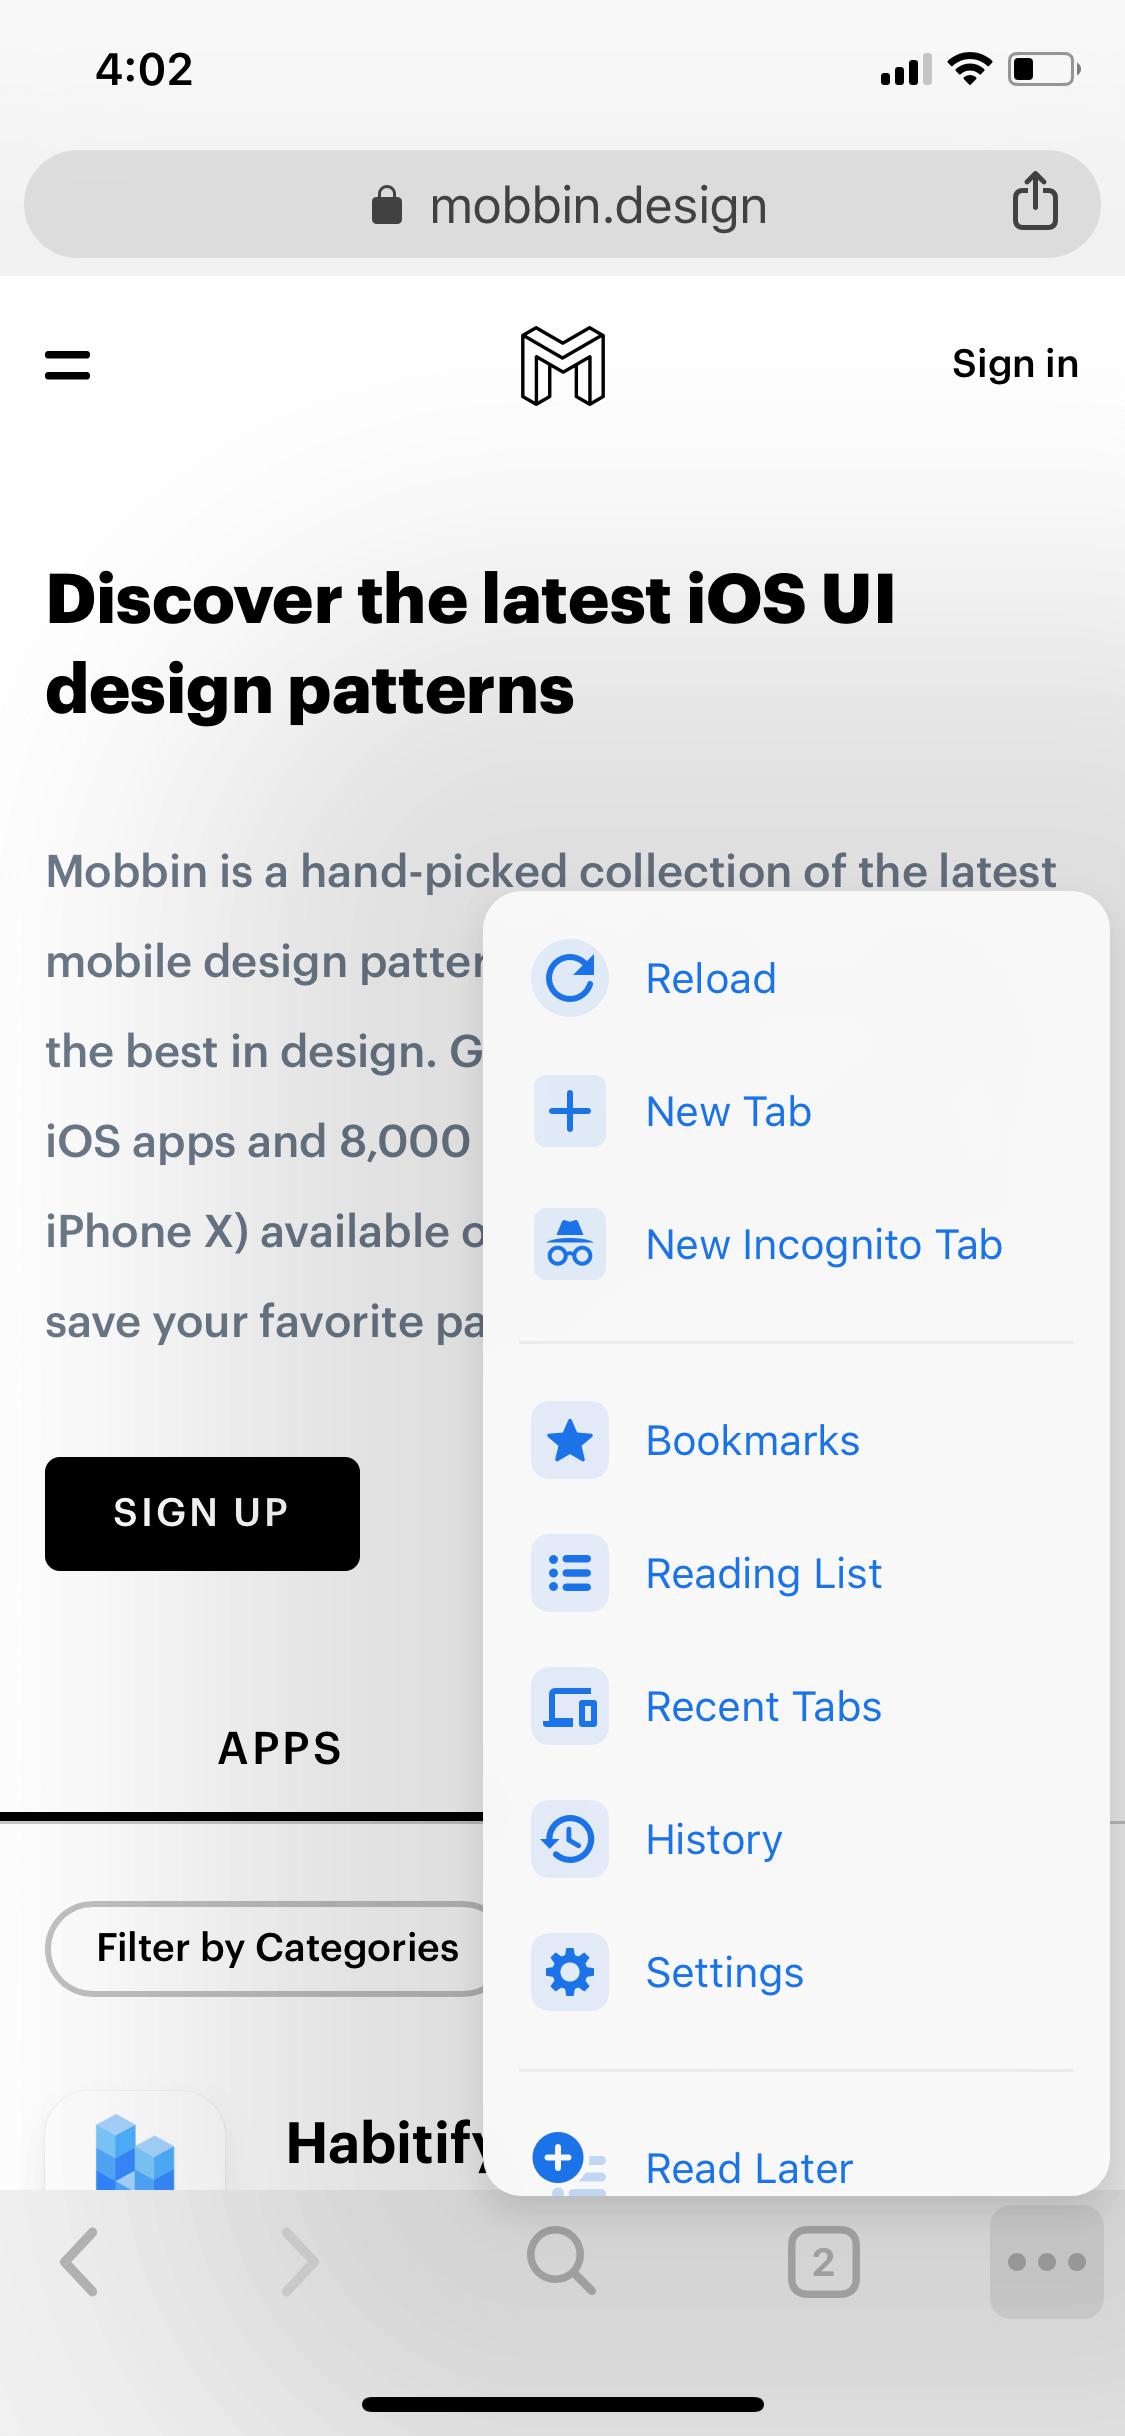 4:02
mobbin.design
Sign in
Discover the latest iOS UI
design patterns
Mobbin is a hand-picked collection of the latest
mobile design
the best in design.
iOS apps and 8,000
iPhone X) available
save your favorite
SIGN UP
APPS
Filter by Categories
Habitify
Reload
New Tab
New Incognito Tab
Bookmarks
Reading List
Recent Tabs
History
Settings
Read Later
2